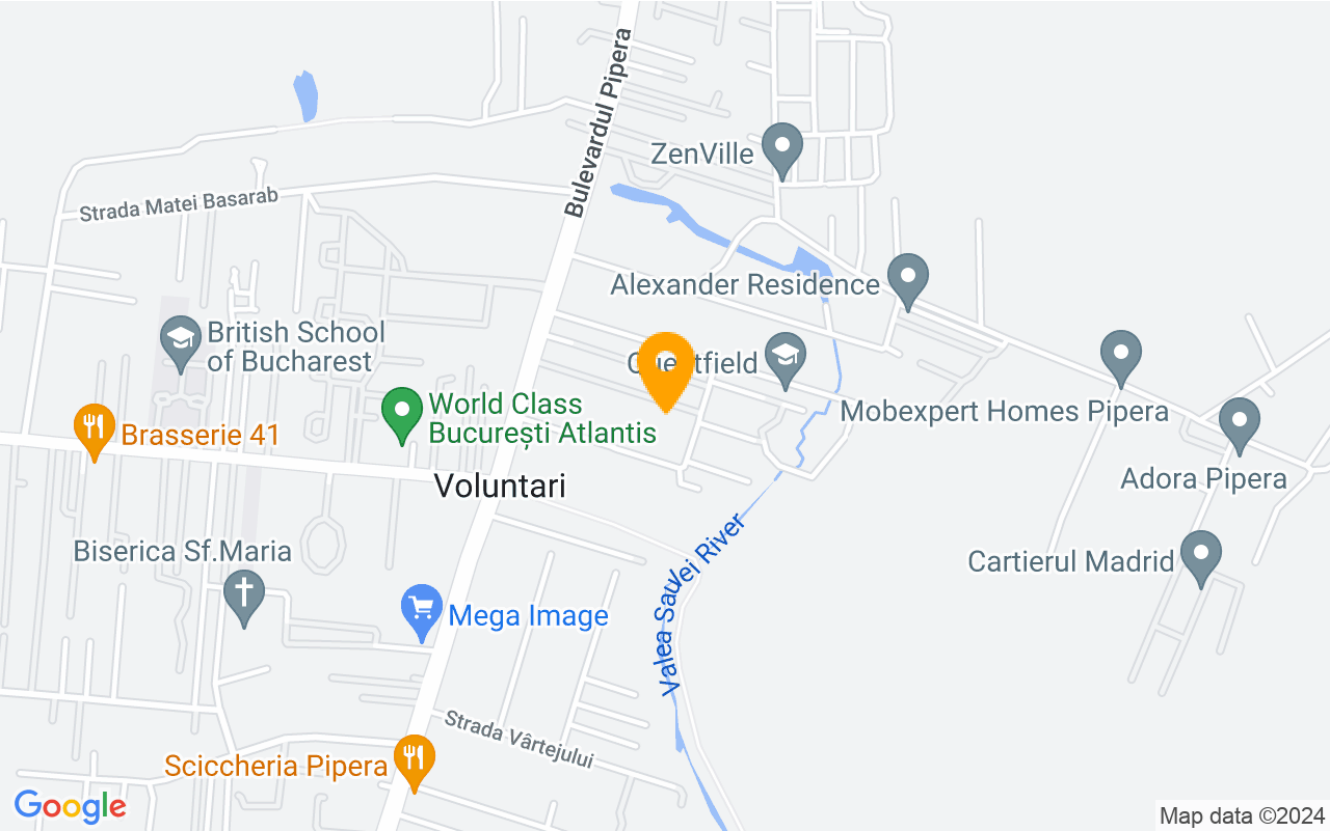 Bulevardul Pipera
ZenVille
Strada Matei Basarab
Alexander Residence
British School
of Bucharest
World Class
București Atlantis
Mobexpert Homes Pipera
Brasserie 41
Voluntari
Adora Pipera
Biserica Sf.Maria
Valea Saulei River
Cartierul Madrid
Mega Image
Strada Vârtejului
Sciccheria Pipera
Google
Map data ©2024